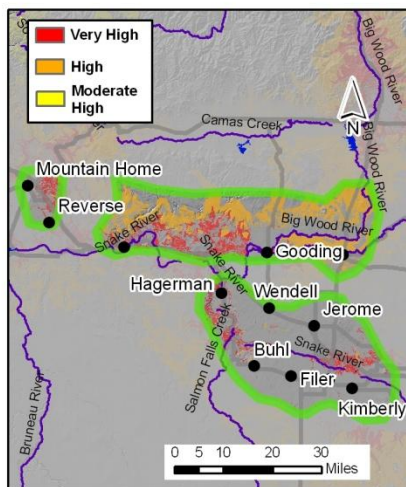 Very High
High
Moderate
High
Big Wood River
Camas Creek
N
Big Wood River
Mountain Home
Reverse
Snake River
Big Wood River
Gooding
Snake River
Hagerman
Wendell
Jerome
Salmon Falls Creek
Snake River
Buhl
Filer
Kimberly
Bruneau River
0 5 10 20 30
Miles